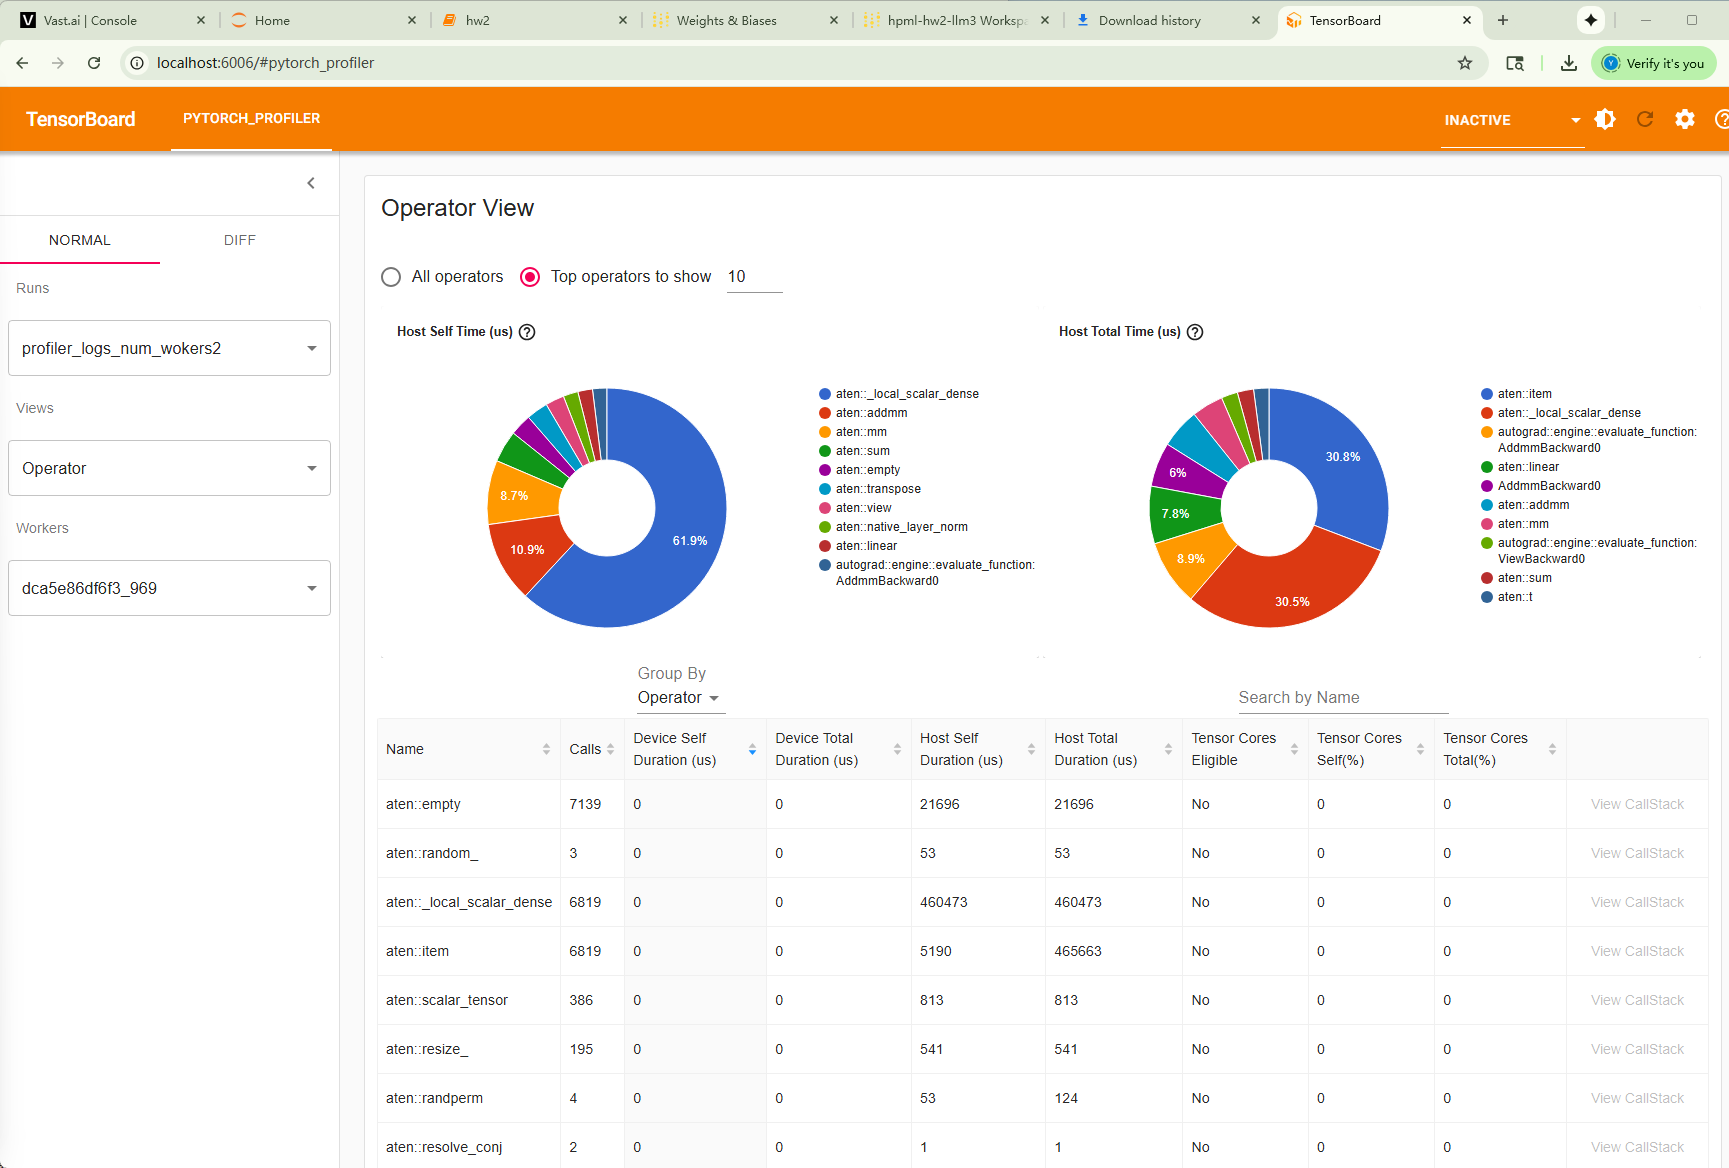 Vast.ai | Console
Home
hw2
Weights & Biases
hpml-hw2-llm3 Workspa
Download history
TensorBoard
localhost:6006/#pytorch_profiler
Verify it's you
TensorBoard
PYTORCH_PROFILER
INACTIVE
NORMAL
DIFF
Runs
profiler_logs_num_wokers2
Views
Operator
Workers
dca5e86df6f3_969
Operator View
All operators
Top operators to show
10
Host Self Time (us)
61.9%
10.9%
8.7%
aten::_local_scalar_dense
aten::addmm
aten::mm
aten::sum
aten::empty
aten::transpose
aten::view
aten::native_layer_norm
aten::linear
autograd::engine::evaluate_function:
AddmmBackward0
Host Total Time (us)
30.8%
30.5%
8.9%
7.8%
6%
aten::item
aten::_local_scalar_dense
autograd::engine::evaluate_function:
AddmmBackward0
aten::linear
AddmmBackward0
aten::addmm
aten::mm
autograd::engine::evaluate_function:
ViewBackward0
aten::sum
aten::t
Group By
Operator
Search by Name
Name Calls Device Self Duration (us) Device Total Duration (us) Host Self Duration (us) Host Total Duration (us) Tensor Cores Eligible Tensor Cores Self(%) Tensor Cores Total(%)
aten::empty 7139 0 0 21696 21696 No 0 0 View CallStack
aten::random_ 3 0 0 53 53 No 0 0 View CallStack
aten::_local_scalar_dense 6819 0 0 460473 460473 No 0 0 View CallStack
aten::item 6819 0 0 5190 465663 No 0 0 View CallStack
aten::scalar_tensor 386 0 0 813 813 No 0 0 View CallStack
aten::resize_ 195 0 0 541 541 No 0 0 View CallStack
aten::randperm 4 0 0 53 124 No 0 0 View CallStack
aten::resolve_conj 2 0 0 1 1 No 0 0 View CallStack